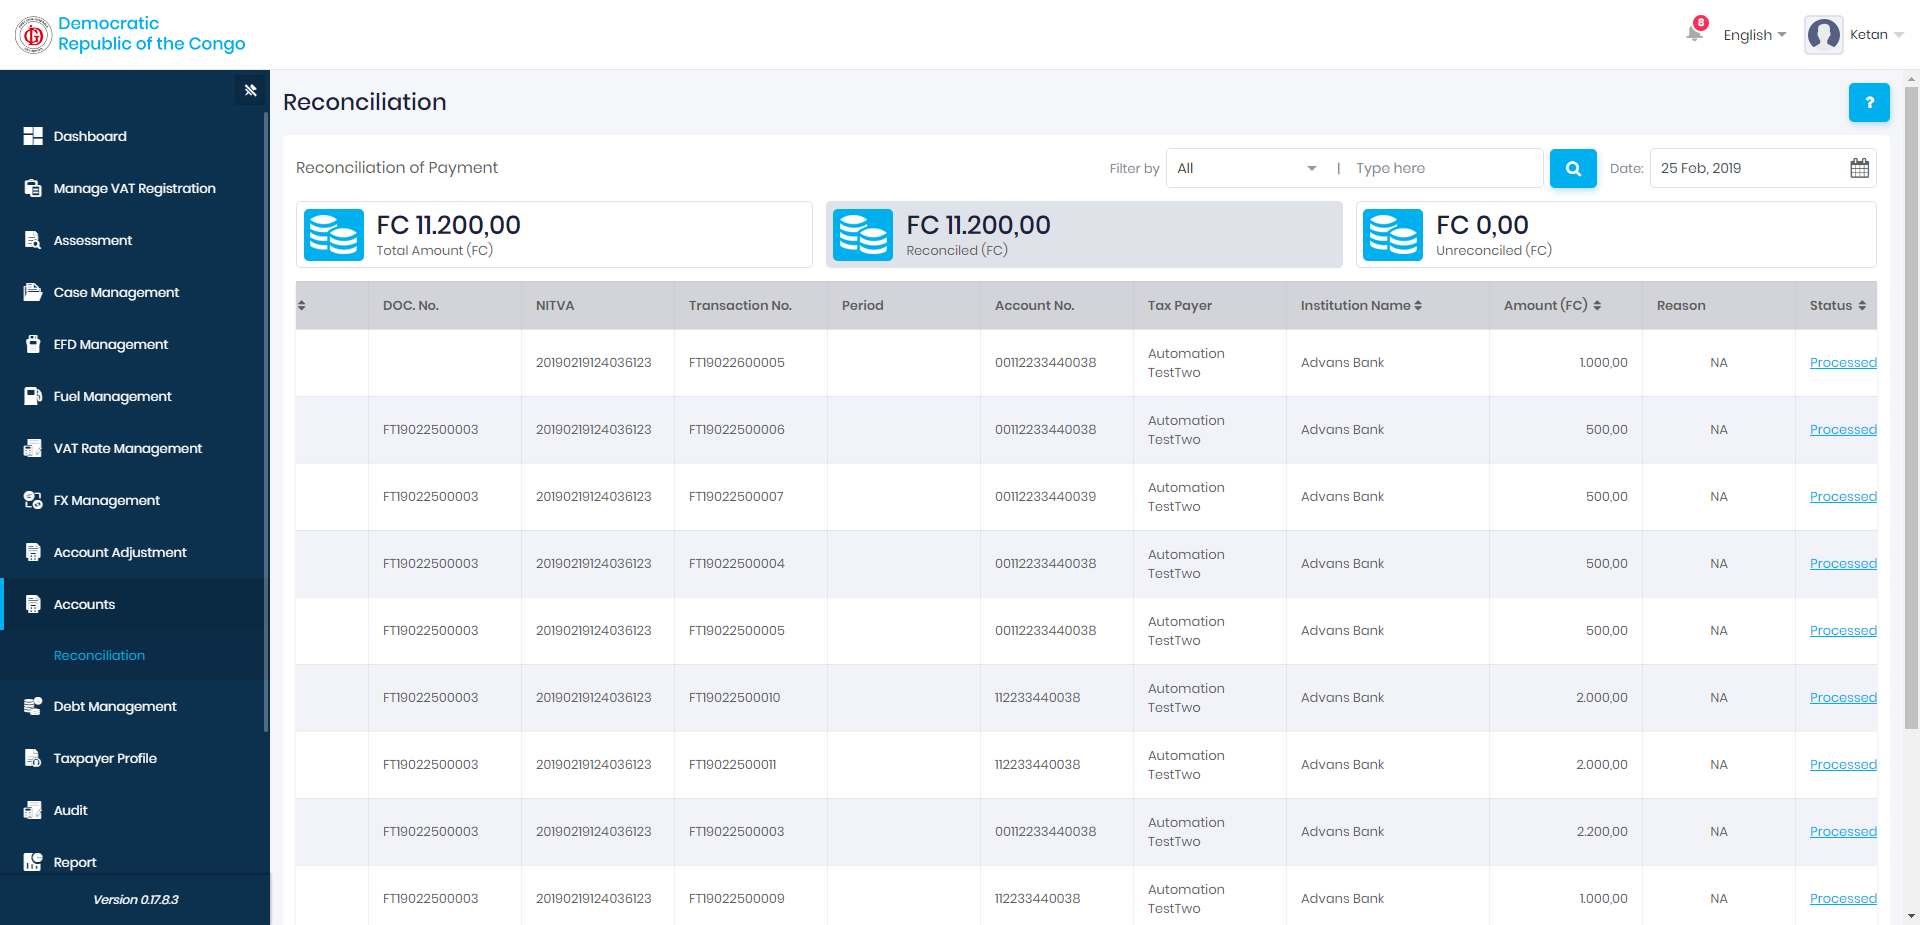 Democratic
Republic of the Congo
8
English
Ketan
Dashboard
Manage VAT Registration
Assessment
Case Management
EFD Management
Fuel Management
VAT Rate Management
FX Management
Account Adjustment
Accounts
Reconciliation
Debt Management
Taxpayer Profile
Audit
Report
Version 0.17.8.3
Reconciliation
?
Reconciliation of Payment
Filter by All | Type here Date: 25 Feb, 2019
FC 11.200,00
Total Amount (FC)
FC 11.200,00
Reconciled (FC)
FC 0,00
Unreconciled (FC)
DOC. No. NITVA Transaction No. Period Account No. Tax Payer Institution Name Amount (FC) Reason Status
20190219124036123 FT19022600005 00112233440038 Automation TestTwo Advans Bank 1.000,00 NA Processed
FT19022500003 20190219124036123 FT19022500006 00112233440038 Automation TestTwo Advans Bank 500,00 NA Processed
FT19022500003 20190219124036123 FT19022500007 00112233440039 Automation TestTwo Advans Bank 500,00 NA Processed
FT19022500003 20190219124036123 FT19022500004 00112233440038 Automation TestTwo Advans Bank 500,00 NA Processed
FT19022500003 20190219124036123 FT19022500005 00112233440038 Automation TestTwo Advans Bank 500,00 NA Processed
FT19022500003 20190219124036123 FT19022500010 112233440038 Automation TestTwo Advans Bank 2.000,00 NA Processed
FT19022500003 20190219124036123 FT19022500011 112233440038 Automation TestTwo Advans Bank 2.000,00 NA Processed
FT19022500003 20190219124036123 FT19022500003 00112233440038 Automation TestTwo Advans Bank 2.200,00 NA Processed
FT19022500003 20190219124036123 FT19022500009 112233440038 Automation TestTwo Advans Bank 1.000,00 NA Processed